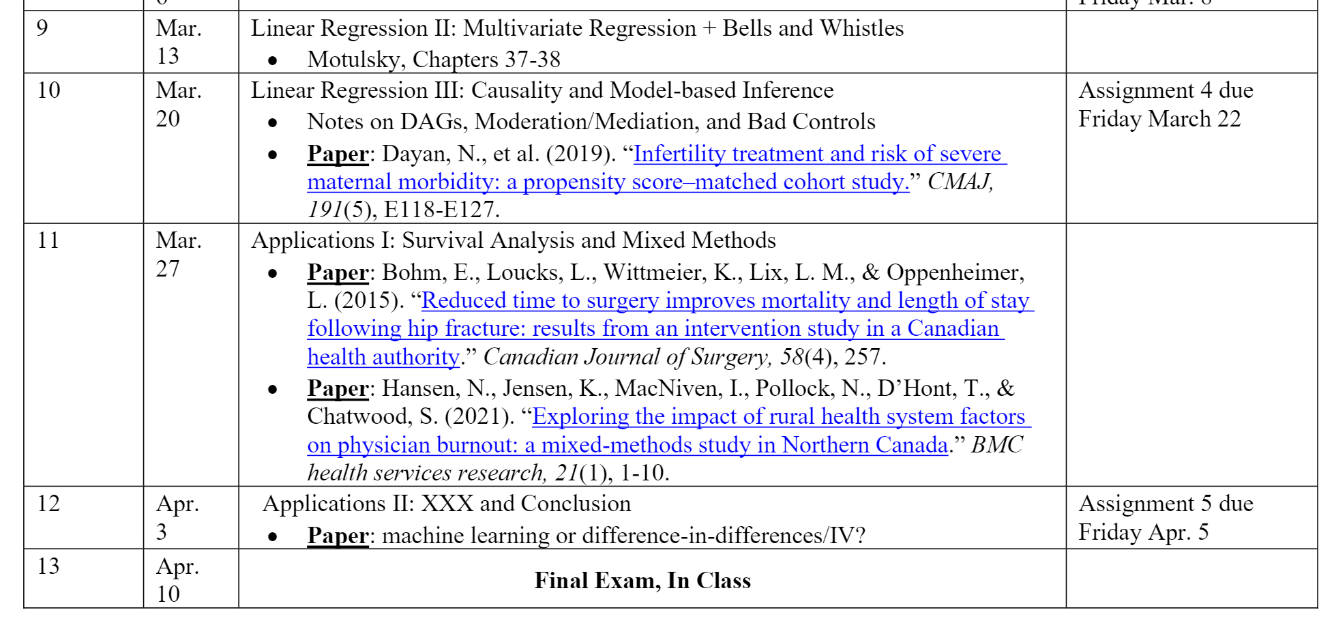 Friday Mar. 8
9
Mar.
13
Linear Regression II: Multivariate Regression + Bells and Whistles
• Motulsky, Chapters 37-38
10
Mar.
20
Linear Regression III: Causality and Model-based Inference
• Notes on DAGs, Moderation/Mediation, and Bad Controls
• Paper: Dayan, N., et al. (2019). “Infertility treatment and risk of severe
maternal morbidity: a propensity score–matched cohort study.” CMAJ,
191(5), E118-E127.
Assignment 4 due
Friday March 22
11
Mar.
27
Applications I: Survival Analysis and Mixed Methods
• Paper: Bohm, E., Loucks, L., Wittmeier, K., Lix, L. M., & Oppenheimer,
L. (2015). “Reduced time to surgery improves mortality and length of stay
following hip fracture: results from an intervention study in a Canadian
health authority.” Canadian Journal of Surgery, 58(4), 257.
• Paper: Hansen, N., Jensen, K., MacNiven, I., Pollock, N., D’Hont, T., &
Chatwood, S. (2021). “Exploring the impact of rural health system factors
on physician burnout: a mixed-methods study in Northern Canada.” BMC
health services research, 21(1), 1-10.
12
Apr.
3
Applications II: XXX and Conclusion
• Paper: machine learning or difference-in-differences/IV?
Assignment 5 due
Friday Apr. 5
13
Apr.
10
Final Exam, In Class